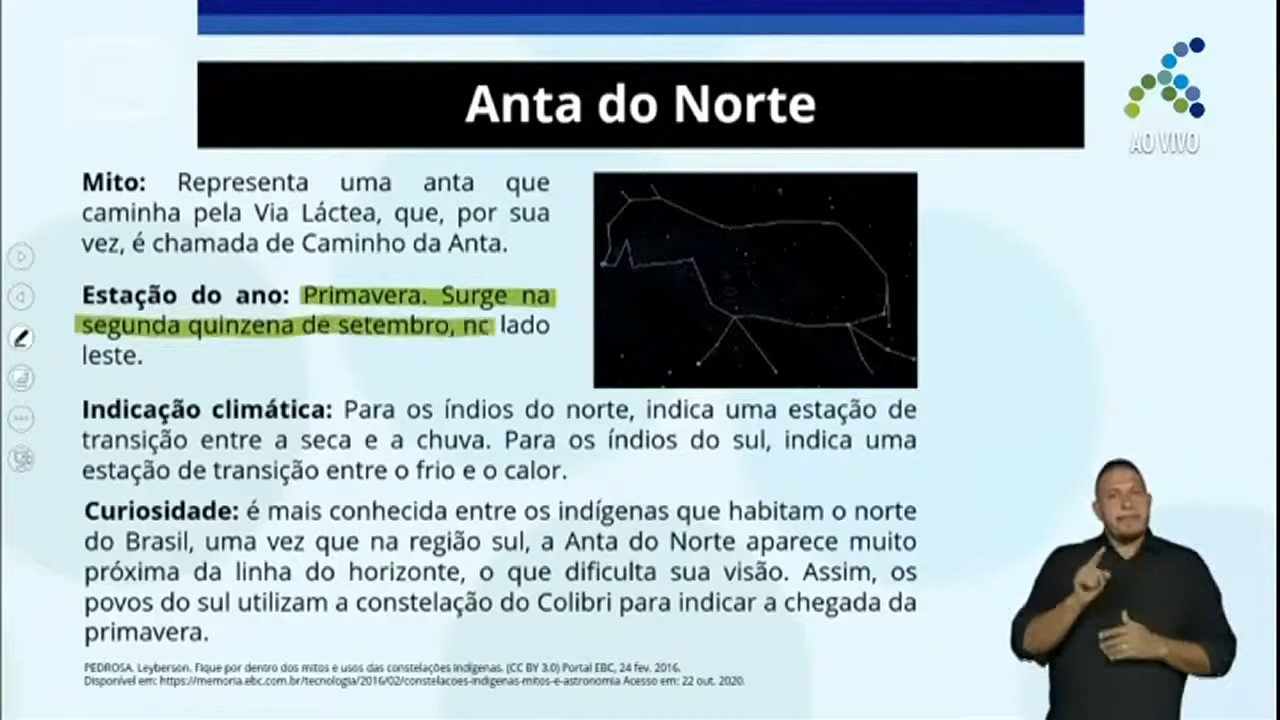 Anta do Norte
AO VIVO
Mito: Representa uma anta que
caminha pela Via Láctea, que, por sua
vez, é chamada de Caminho da Anta.
Estação do ano: Primavera. Surge na
segunda quinzena de setembro, no lado
leste.
Indicação climática: Para os índios do norte, indica uma estação de
transição entre a seca e a chuva. Para os índios do sul, indica uma
estação de transição entre o frio e o calor.
Curiosidade: é mais conhecida entre os indígenas que habitam o norte
do Brasil, uma vez que na região sul, a Anta do Norte aparece muito
próxima da linha do horizonte, o que dificulta sua visão. Assim, os
povos do sul utilizam a constelação do Colibri para indicar a chegada da
primavera.
PEDROSA. Leyberson. Fique por dentro dos mitos e usos das constelações indígenas. (CC BY 3.0) Portal EBC, 24 fev. 2016.
Disponível em: https://memoria.ebc.com.br/tecnologia/2016/02/constelacoes-indigenas-mitos-e-astronomia Acesso em: 22 out. 2020.